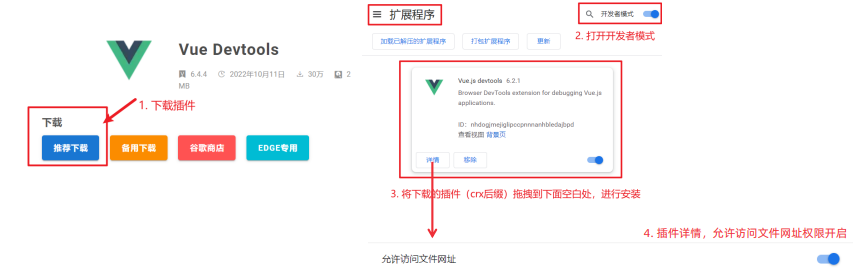 Vue Devtools
6.4.4 2022年10月11日 30万 2
MB
1. 下载插件
下载
推荐下载 备用下载 谷歌商店 EDGE专用
扩展程序 开发者模式
2. 打开开发者模式
加载已解压的扩展程序 打包扩展程序 更新
Vue.js devtools 6.2.1
Browser DevTools extension for debugging Vue.js
applications.
ID：nhdogjmejiglipccpnnnanhbledajbpd
查看视图 背景页
详情 移除
3. 将下载的插件（crx后缀）拖拽到下面空白处，进行安装
4. 插件详情，允许访问文件网址权限开启
允许访问文件网址